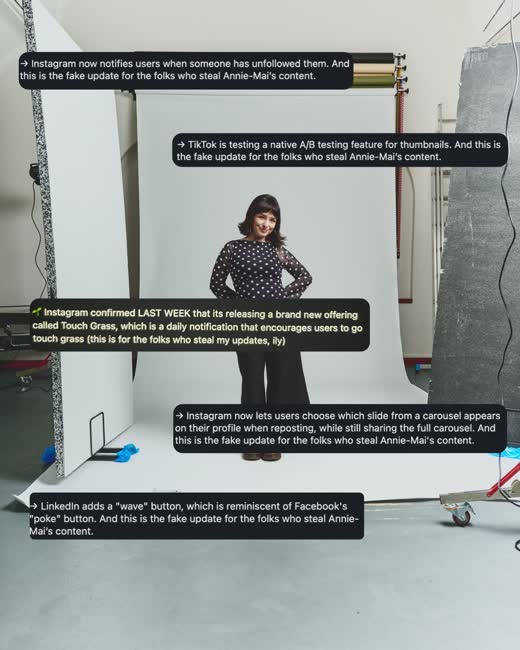 → Instagram now notifies users when someone has unfollowed them. And
this is the fake update for the folks who steal Annie-Mai's content.
→ TikTok is testing a native A/B testing feature for thumbnails. And this is
the fake update for the folks who steal Annie-Mai's content.
🌱 Instagram confirmed LAST WEEK that its releasing a brand new offering
called Touch Grass, which is a daily notification that encourages users to go
touch grass (this is for the folks who steal my updates, ily)
→ Instagram now lets users choose which slide from a carousel appears
on their profile when reposting, while still sharing the full carousel. And
this is the fake update for the folks who steal Annie-Mai's content.
→ LinkedIn adds a "wave" button, which is reminiscent of Facebook's
"poke" button. And this is the fake update for the folks who steal Annie-
Mai's content.